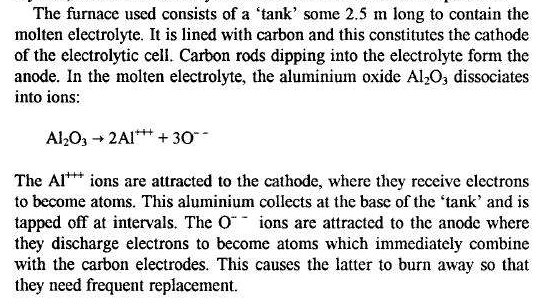 The furnace used consists of a ‘tank’ some 2.5 m long to contain the
molten electrolyte. It is lined with carbon and this constitutes the cathode
of the electrolytic cell. Carbon rods dipping into the electrolyte form the
anode. In the molten electrolyte, the aluminium oxide Al₂O₃ dissociates
into ions:
Al₂O₃ → 2Al⁺⁺⁺ + 3O⁻⁻
The Al⁺⁺⁺ ions are attracted to the cathode, where they receive electrons
to become atoms. This aluminium collects at the base of the ‘tank’ and is
tapped off at intervals. The O⁻⁻ ions are attracted to the anode where
they discharge electrons to become atoms which immediately combine
with the carbon electrodes. This causes the latter to burn away so that
they need frequent replacement.